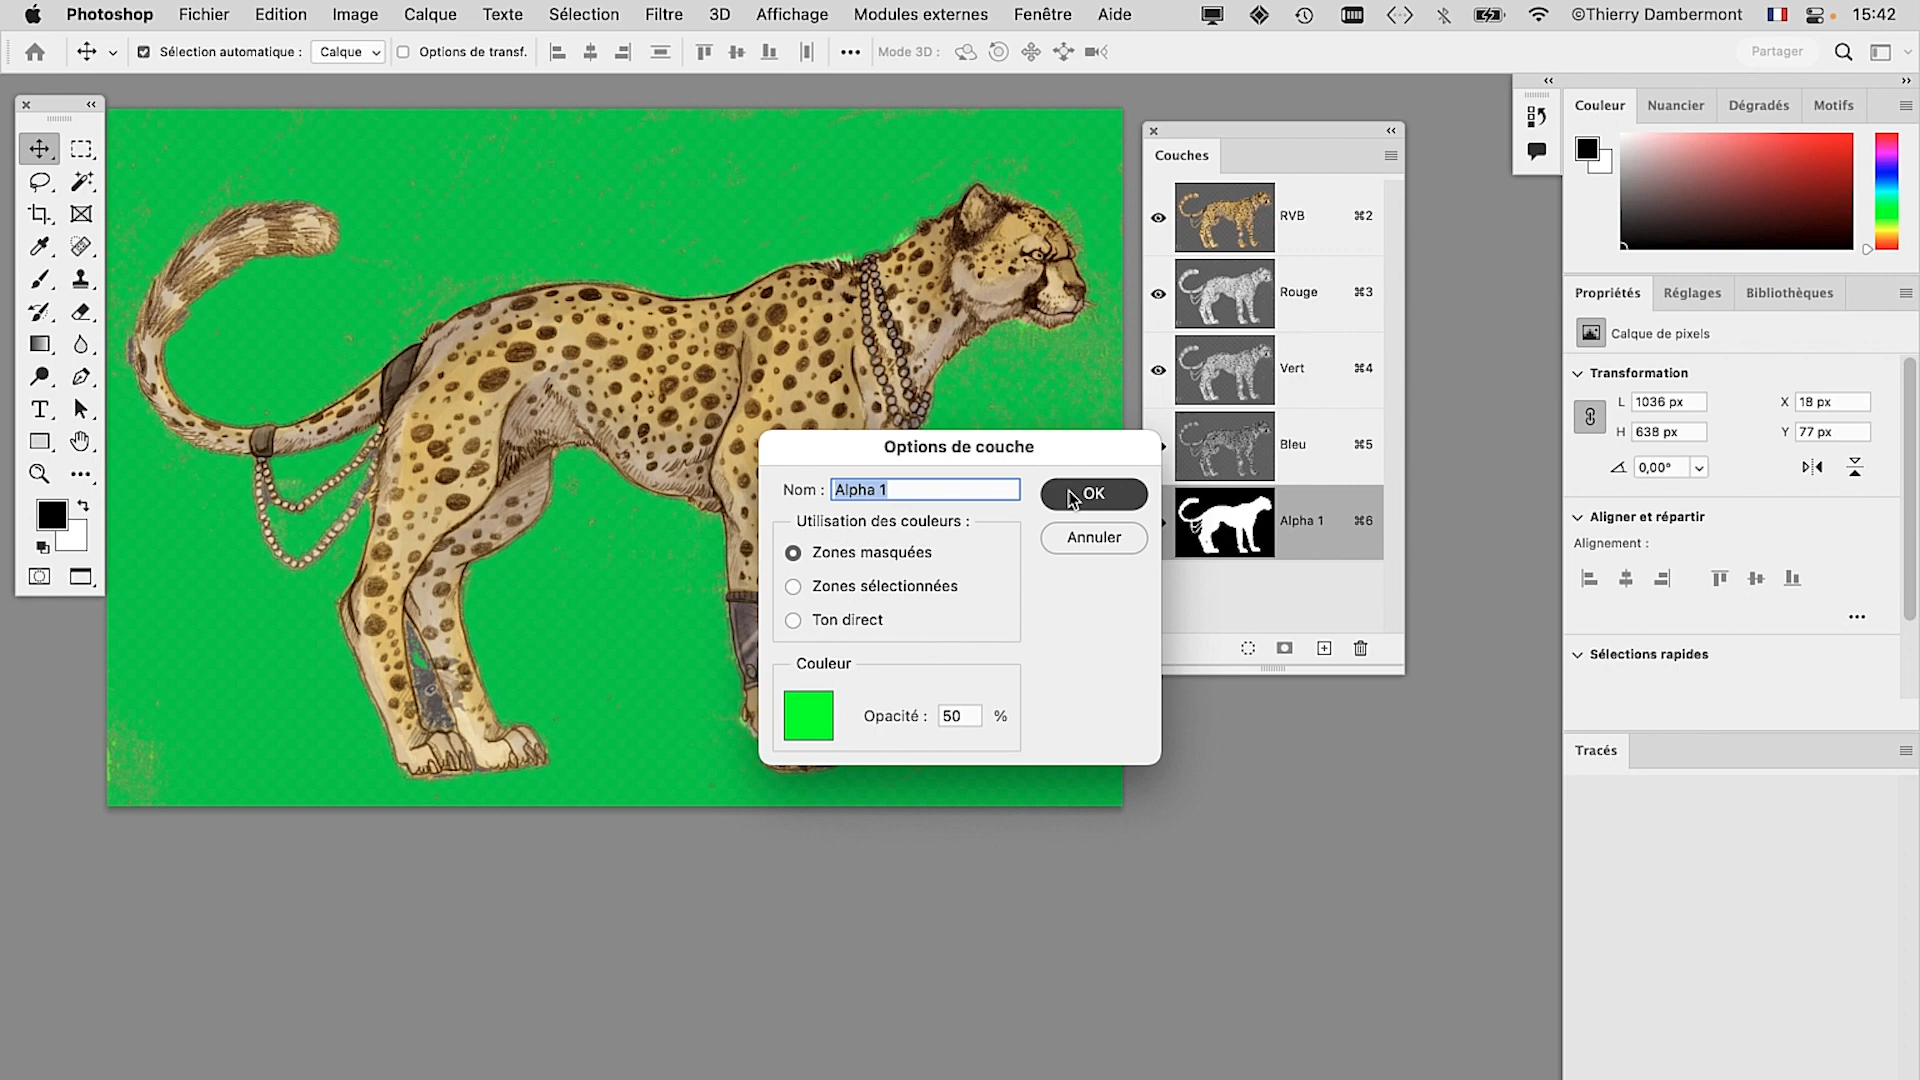 Photoshop Fichier Edition Image Calque Texte Sélection Filtre 3D Affichage Modules externes Fenêtre Aide ©Thierry Dambermont 15:42
Sélection automatique : Calque Options de transf. Mode 3D : Partager
Couleur Nuancier Dégradés Motifs
Couches
RVB ⌘2
Rouge ⌘3
Vert ⌘4
Bleu ⌘5
Alpha 1 ⌘6
Options de couche
Nom : Alpha 1
OK
Annuler
Utilisation des couleurs :
Zones masquées
Zones sélectionnées
Ton direct
Couleur
Opacité : 50 %
Propriétés Réglages Bibliothèques
Calque de pixels
Transformation
L 1036 px X 18 px
H 638 px Y 77 px
0,00°
Aligner et répartir
Alignement :
Sélections rapides
Tracés